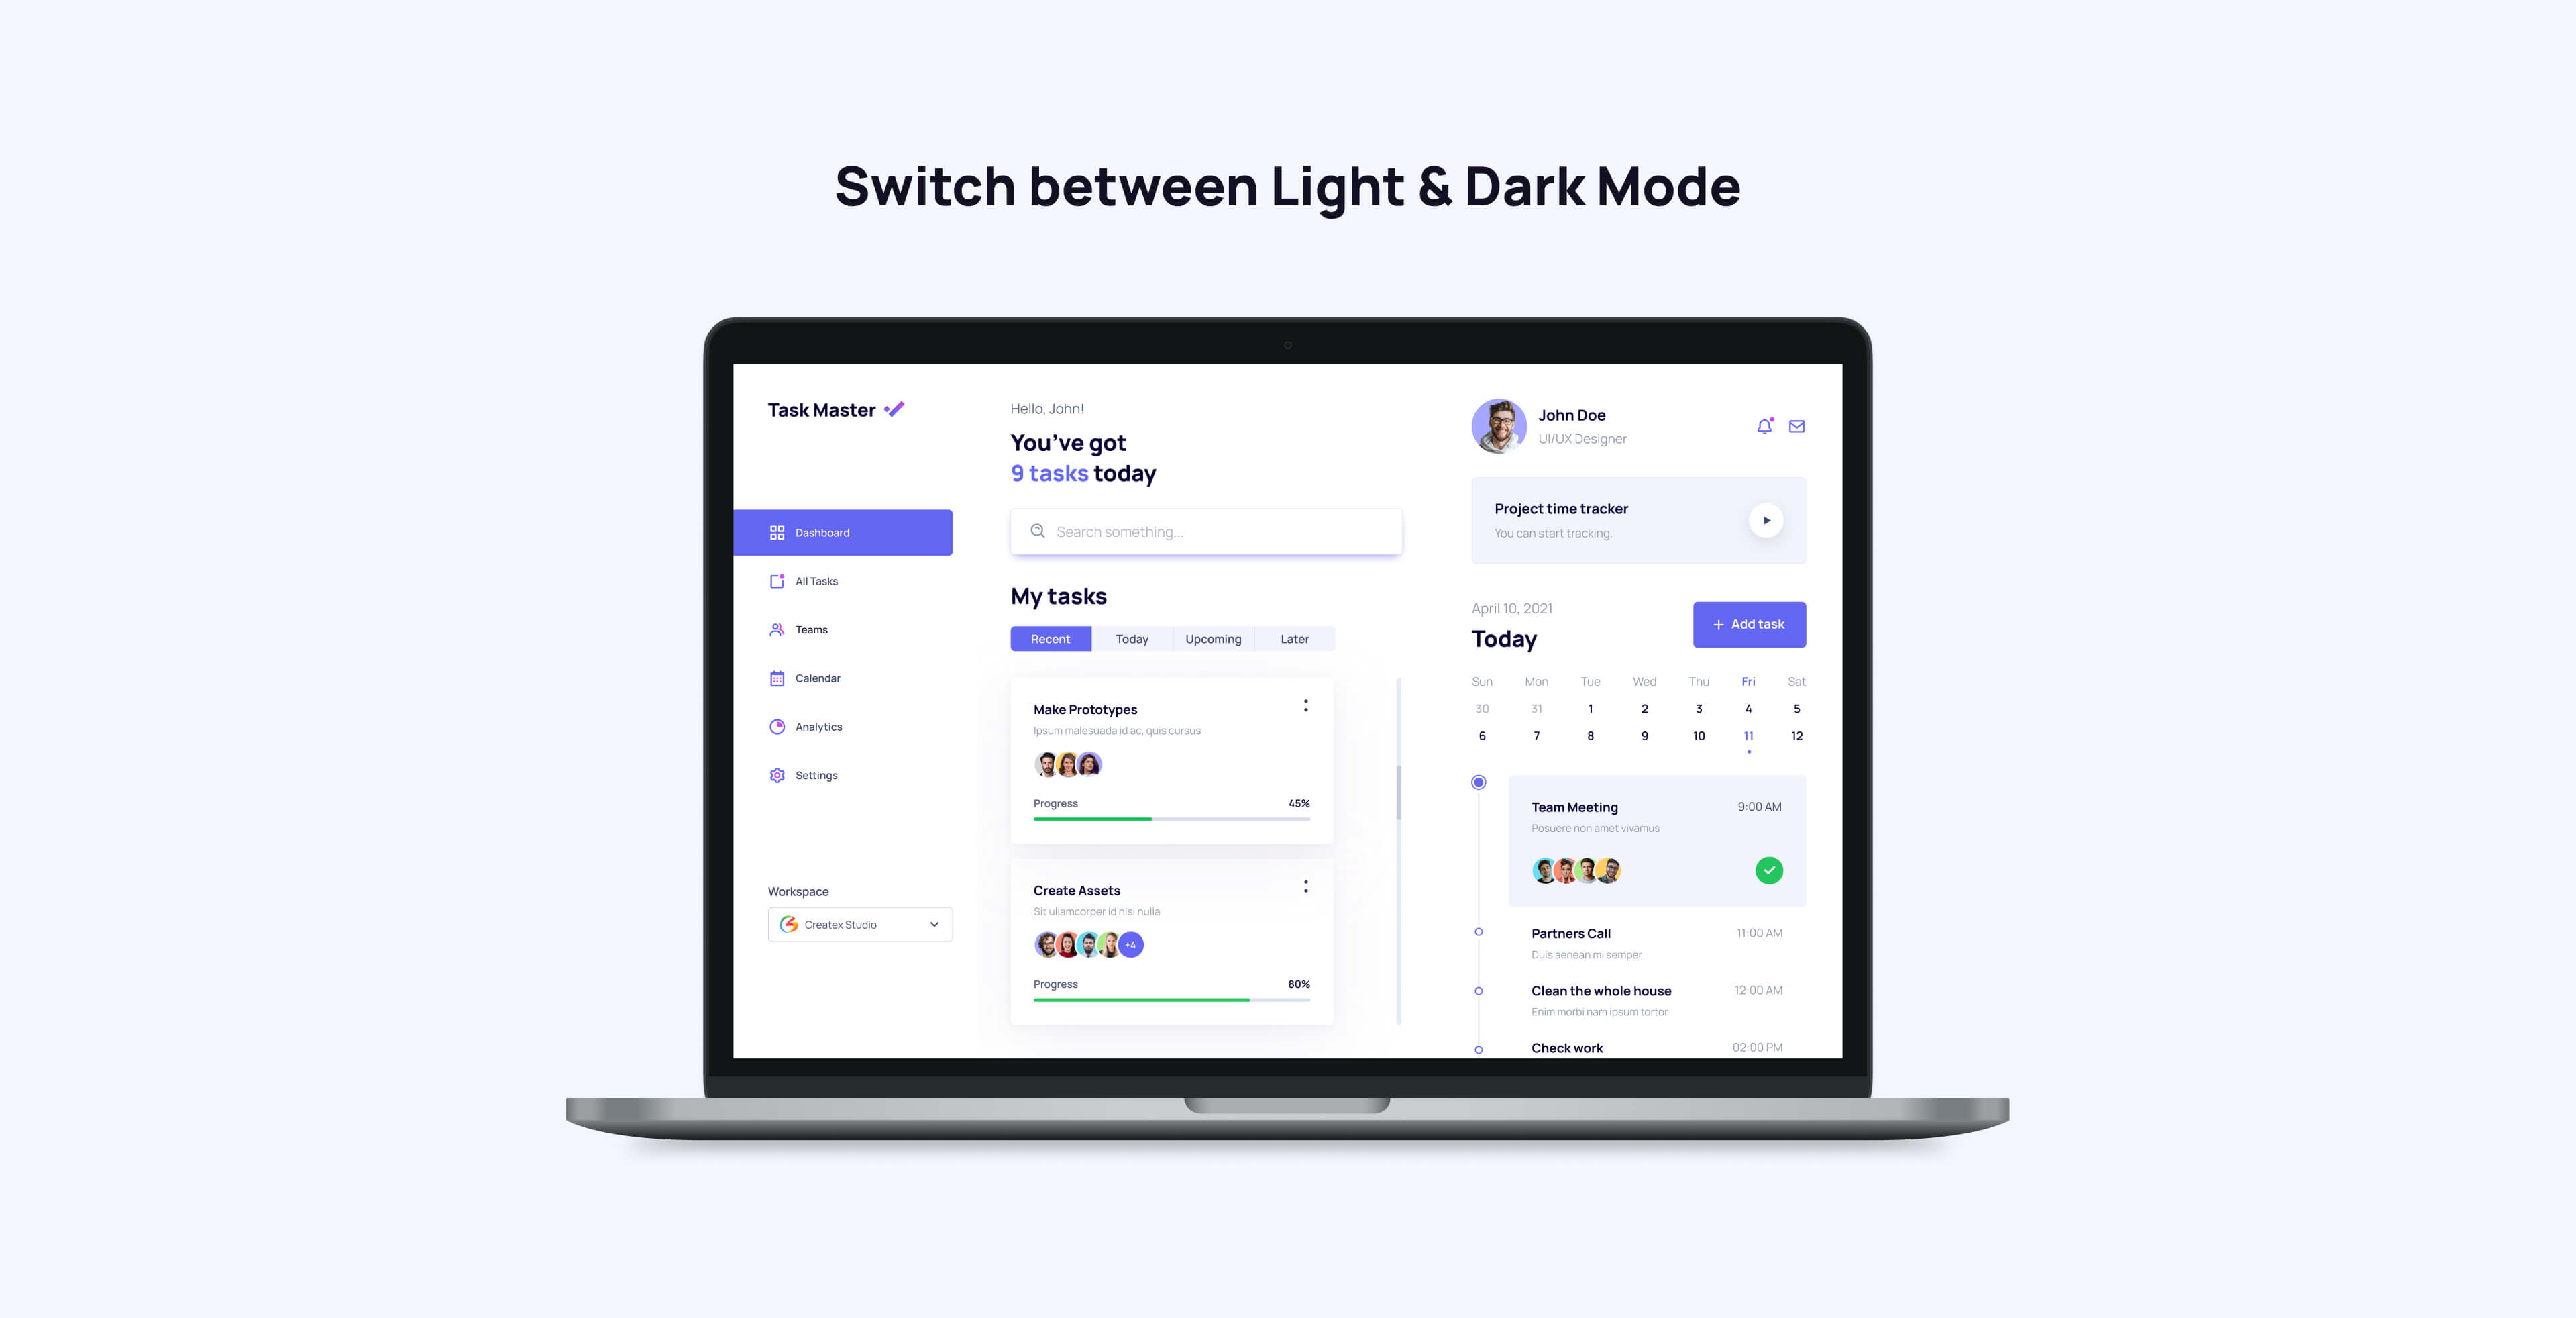 Switch between Light & Dark Mode
Task Master
Dashboard
All Tasks
Teams
Calendar
Analytics
Settings
Workspace
Createx Studio
Hello, John!
You've got
9 tasks today
Search something...
My tasks
Recent Today Upcoming Later
Make Prototypes
Ipsum malesuada id ac, quis cursus
Progress 45%
Create Assets
Sit ullamcorper id nisi nulla
+4
Progress 80%
John Doe
UI/UX Designer
Project time tracker
You can start tracking.
April 10, 2021
Today
+ Add task
Sun Mon Tue Wed Thu Fri Sat
30 31 1 2 3 4 5
6 7 8 9 10 11 12
Team Meeting 9:00 AM
Posuere non amet vivamus
Partners Call 11:00 AM
Duis aenean mi semper
Clean the whole house 12:00 AM
Enim morbi nam ipsum tortor
Check work 02:00 PM